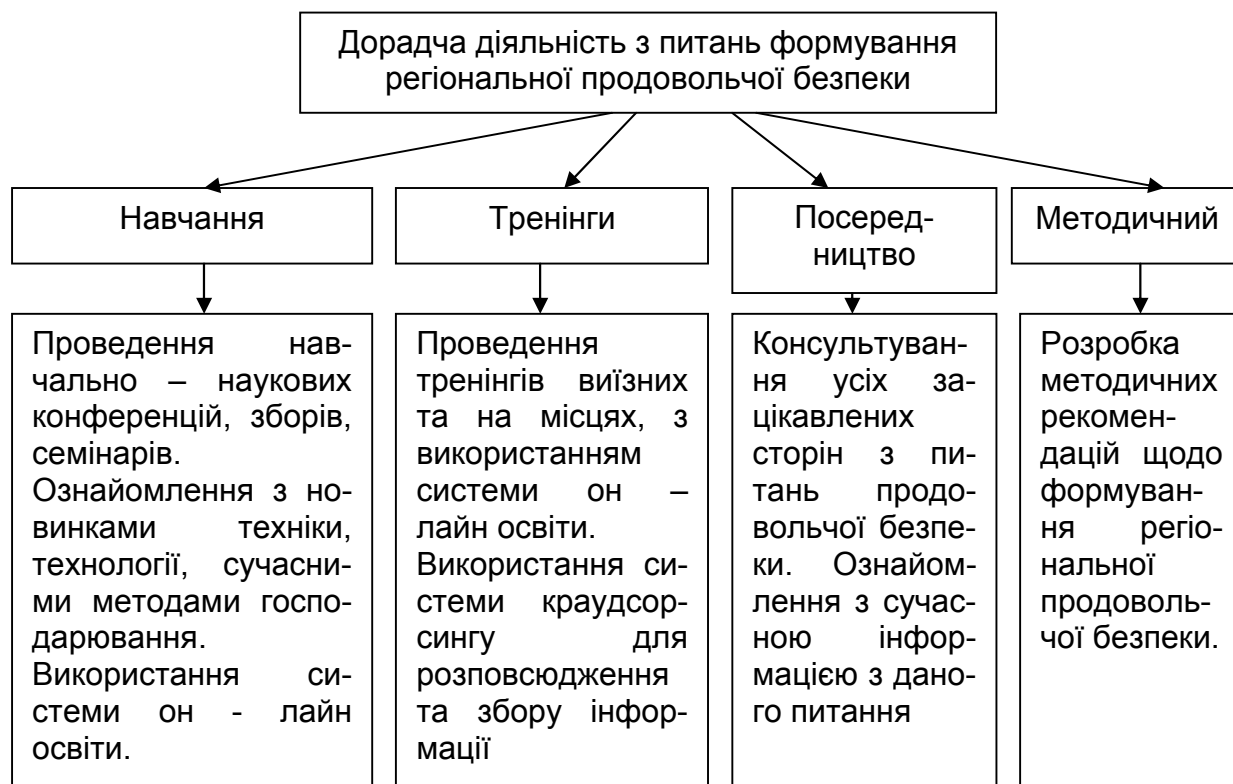 Дорадча діяльність з питань формування
регіональної продовольчої безпеки
Навчання
Тренінги
Посеред-
ництво
Методичний
Проведення нав-
чально – наукових
конференцій, зборів,
семінарів.
Ознайомлення з но-
винками техніки,
технології, сучасни-
ми методами госпо-
дарювання.
Використання си-
стеми он - лайн
освіти.
Проведення
тренінгів виїзних
та на місцях, з
використанням
системи он –
лайн освіти.
Використання си-
стеми краудсор-
сингу для
розповсюдження
та збору інфор-
мації
Консультуван-
ня усіх за-
цікавлених
сторін з пи-
тань продо-
вольчої безпе-
ки. Ознайом-
лення з сучас-
ною інфор-
мацією з дано-
го питання
Розробка
методичних
рекомен-
дацій щодо
формуван-
ня регіо-
нальної
продоволь-
чої безпеки.